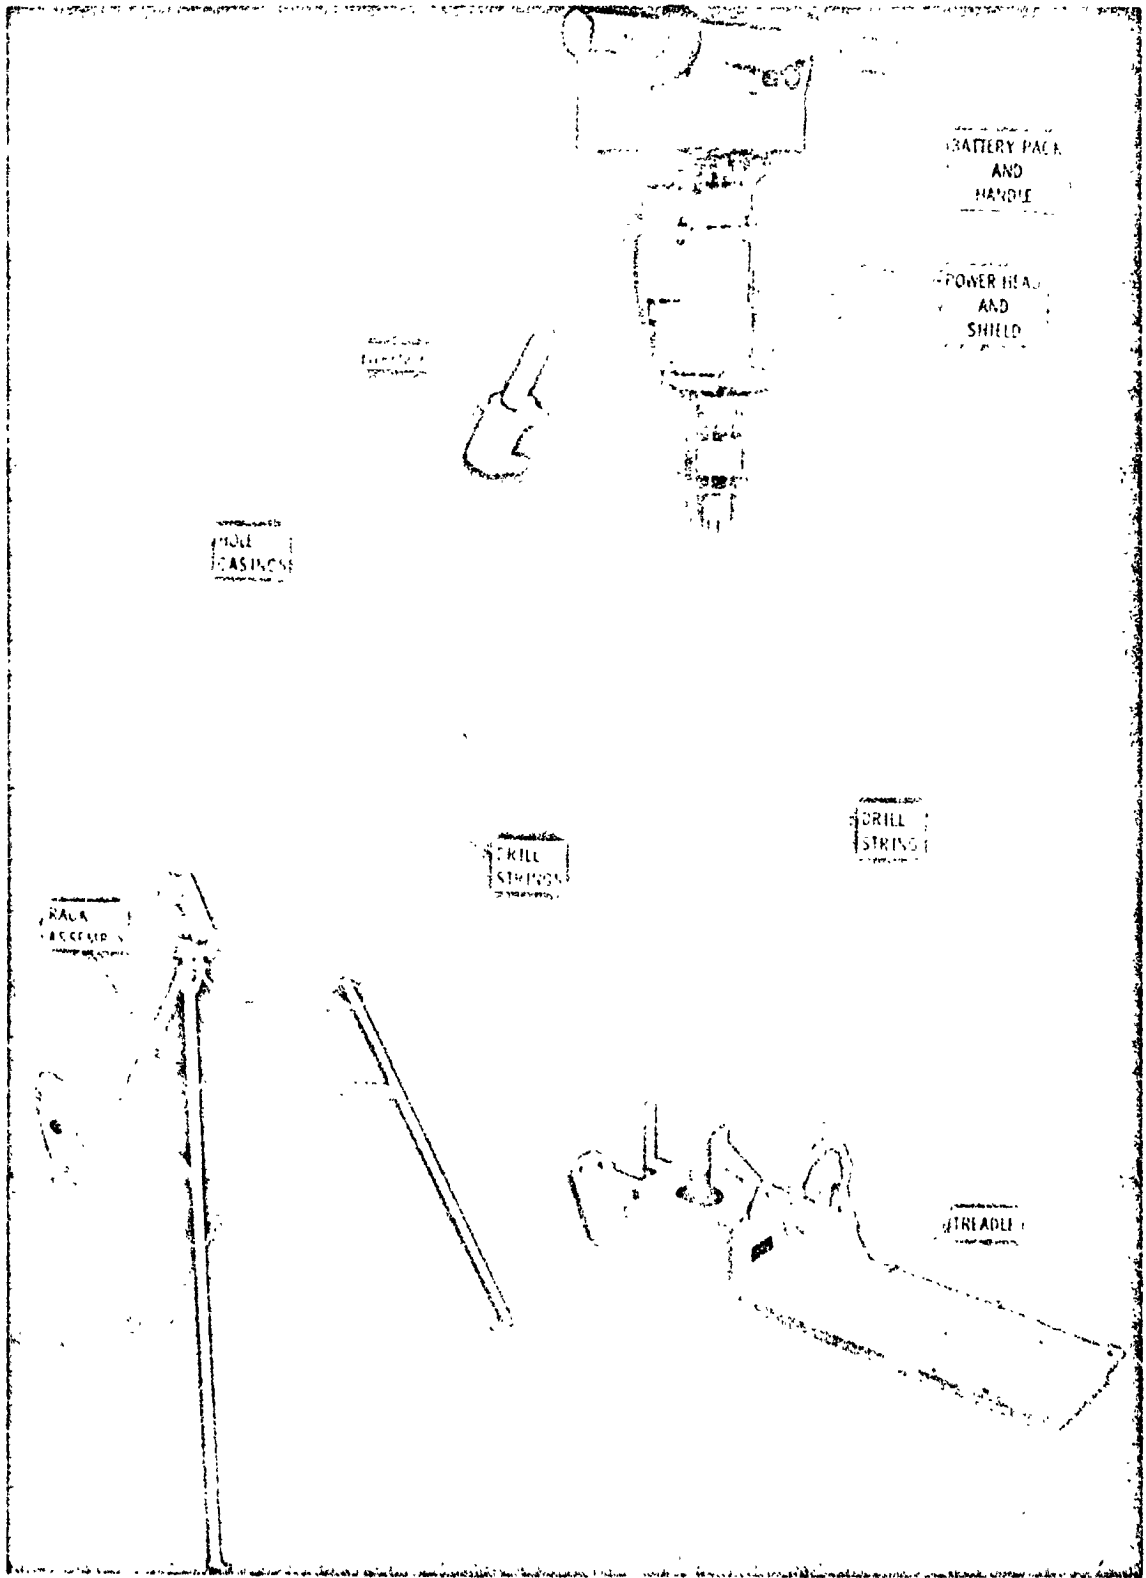 BATTERY PACK
AND
HANDLE
POWER HEAD
AND
SHIELD
HOLE
CASINGS
DRILL
STRING
DRILL
STRINGS
RACK
ASSEMBLY
TREADLE